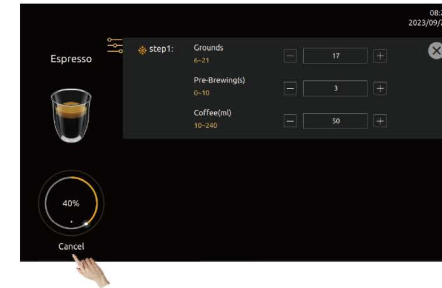 08:2
2023/09/2
Espresso
step1:
Grounds
6~21
17
Pre-Brewing(s)
0~10
3
Coffee(ml)
10~240
50
40%
Cancel